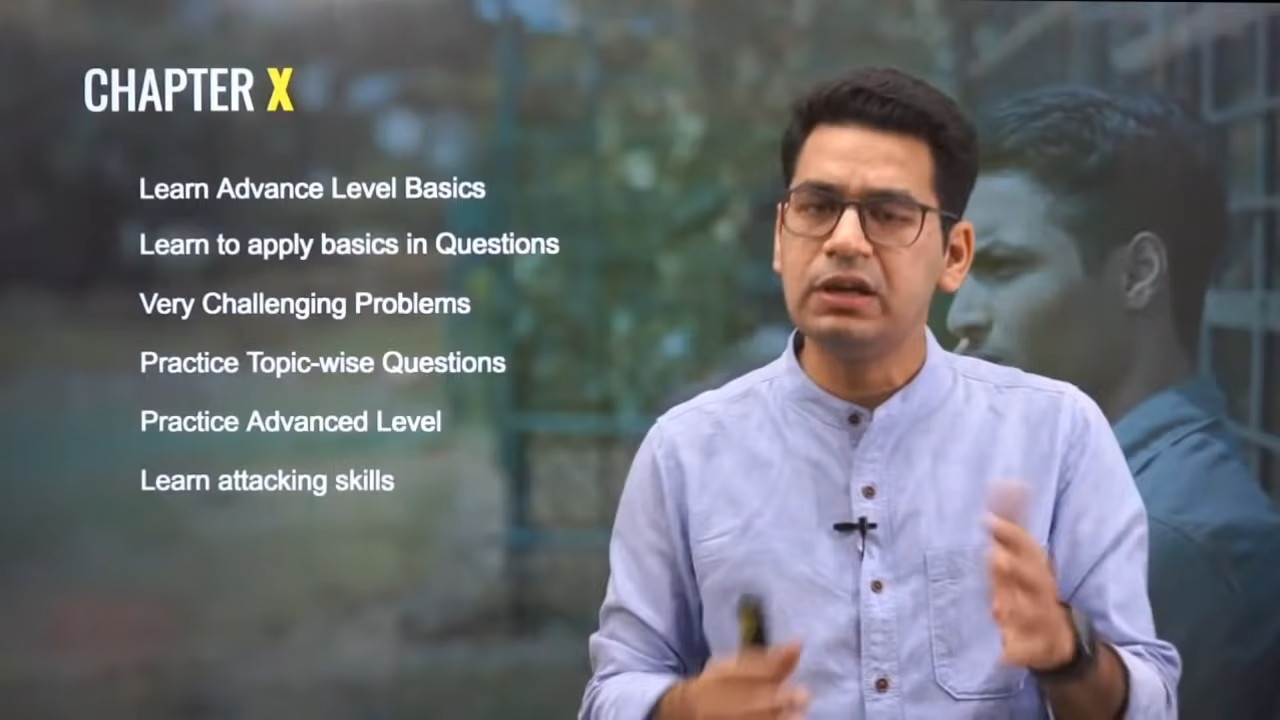 CHAPTER X
Learn Advance Level Basics
Learn to apply basics in Questions
Very Challenging Problems
Practice Topic-wise Questions
Practice Advanced Level
Learn attacking skills